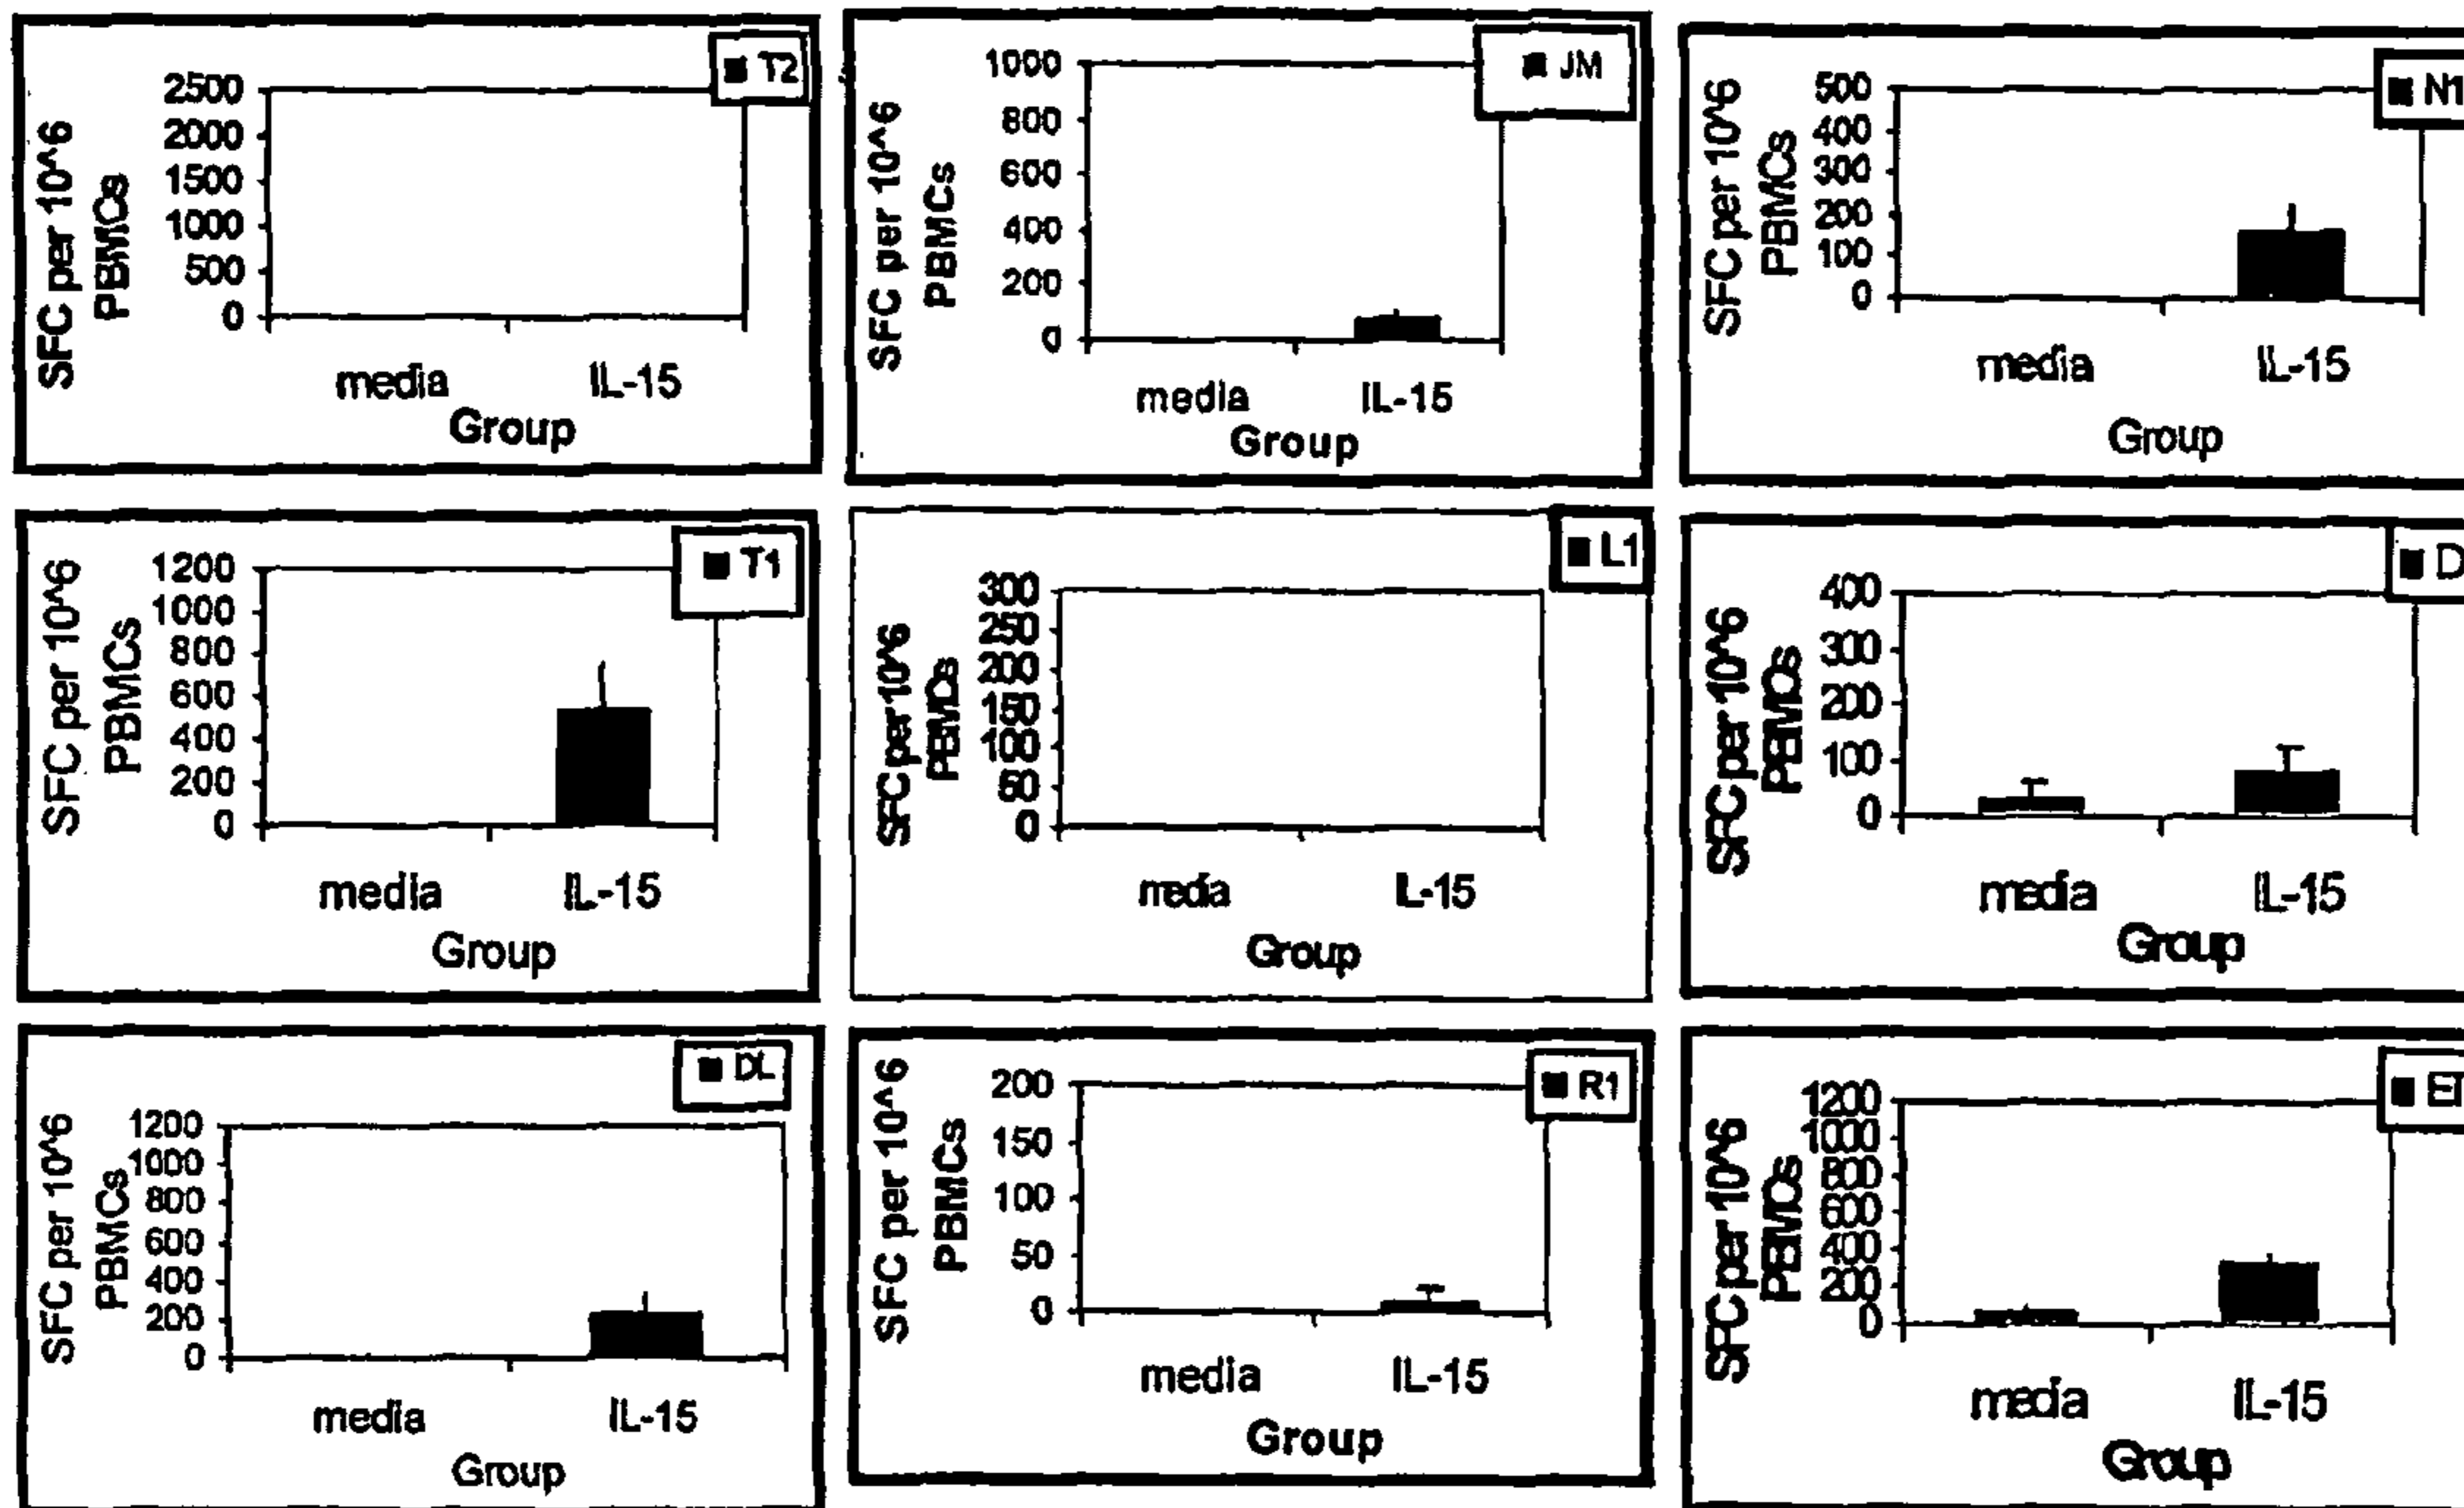 T2
2500
2000
1500
1000
500
0
SFC per 10^6
PBMCs
media IL-15
Group
JM
1000
800
600
400
200
0
SFC per 10^6
PBMCs
media IL-15
Group
N1
500
400
300
200
100
0
SFC per 10^6
PBMCs
media IL-15
Group
T1
1200
1000
800
600
400
200
0
SFC per 10^6
PBMCs
media IL-15
Group
L1
300
250
200
150
100
50
0
SFC per 10^6
PBMCs
media IL-15
Group
D
400
300
200
100
0
SFC per 10^6
PBMCs
media IL-15
Group
DL
1200
1000
800
600
400
200
0
SFC per 10^6
PBMCs
media IL-15
Group
R1
200
150
100
50
0
SFC per 10^6
PBMCs
media IL-15
Group
1200
1000
800
600
400
200
0
SFC per 10^6
PBMCs
media IL-15
Group